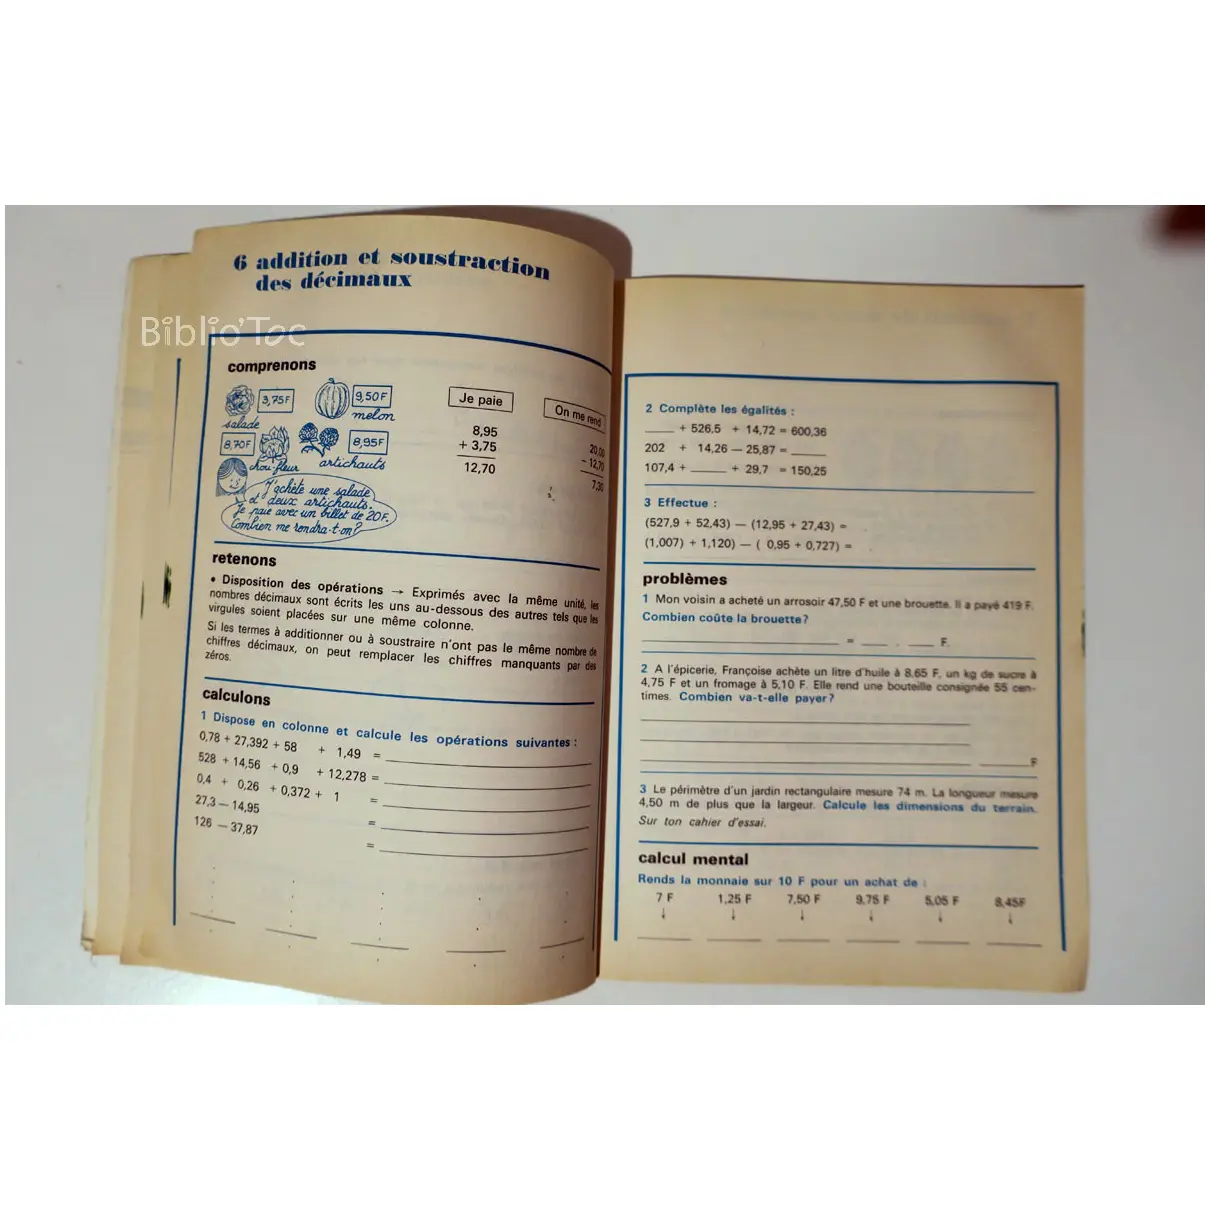 Biblio'Toc
6 addition et soustraction
des décimaux
comprenons
3,75F
salade
9,50F
melon
8,70F
chou-fleur
8,95F
artichauts
J'achète une salade
et deux artichauts.
Je paie avec un billet de 20F.
Combien me rendra-t-on?
Je paie
8,95
+ 3,75
12,70
On me rend
20,00
- 12,70
7,30
retenons
• Disposition des opérations → Exprimés avec la même unité, les
nombres décimaux sont écrits les uns au-dessous des autres tels que les
virgules soient placées sur une même colonne.
Si les termes à additionner ou à soustraire n'ont pas le même nombre de
chiffres décimaux, on peut remplacer les chiffres manquants par des
zéros.
calculons
1 Dispose en colonne et calcule les opérations suivantes :
0,78 + 27,392 + 58 + 1,49 =
528 + 14,56 + 0,9 + 12,278 =
0,4 + 0,26 + 0,372 + 1 =
27,3 — 14,95 =
126 — 37,87 =
2 Complète les égalités :
____ + 526,5 + 14,72 = 600,36
202 + 14,26 — 25,87 = _____
107,4 + _____ + 29,7 = 150,25
3 Effectue :
(527,9 + 52,43) — (12,95 + 27,43) =
(1,007) + 1,120) — ( 0,95 + 0,727) =
problèmes
1 Mon voisin a acheté un arrosoir 47,50 F et une brouette. Il a payé 419 F.
Combien coûte la brouette?
= ____ . ____ F.
2 A l'épicerie, Françoise achète un litre d'huile à 8,65 F, un kg de sucre à
4,75 F et un fromage à 5,10 F. Elle rend une bouteille consignée 55 cen-
times. Combien va-t-elle payer?
F
3 Le périmètre d'un jardin rectangulaire mesure 74 m. La longueur mesure
4,50 m de plus que la largeur. Calcule les dimensions du terrain.
Sur ton cahier d'essai.
calcul mental
Rends la monnaie sur 10 F pour un achat de :
7 F 1,25 F 7,50 F 9,75 F 5,05 F 8,45F
↓ ↓ ↓ ↓ ↓ ↓